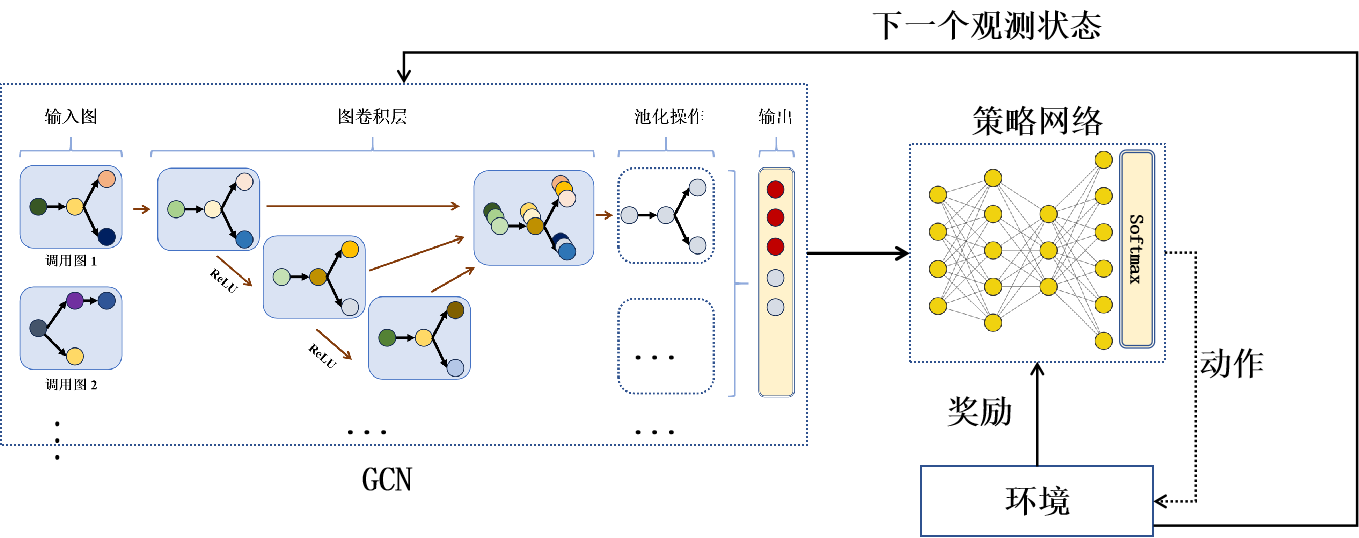 下一个观测状态
输入图
图卷积层
池化操作
输出
策略网络
调用图 1
ReLU
Softmax
ReLU
调用图 2
动作
奖励
GCN
环境